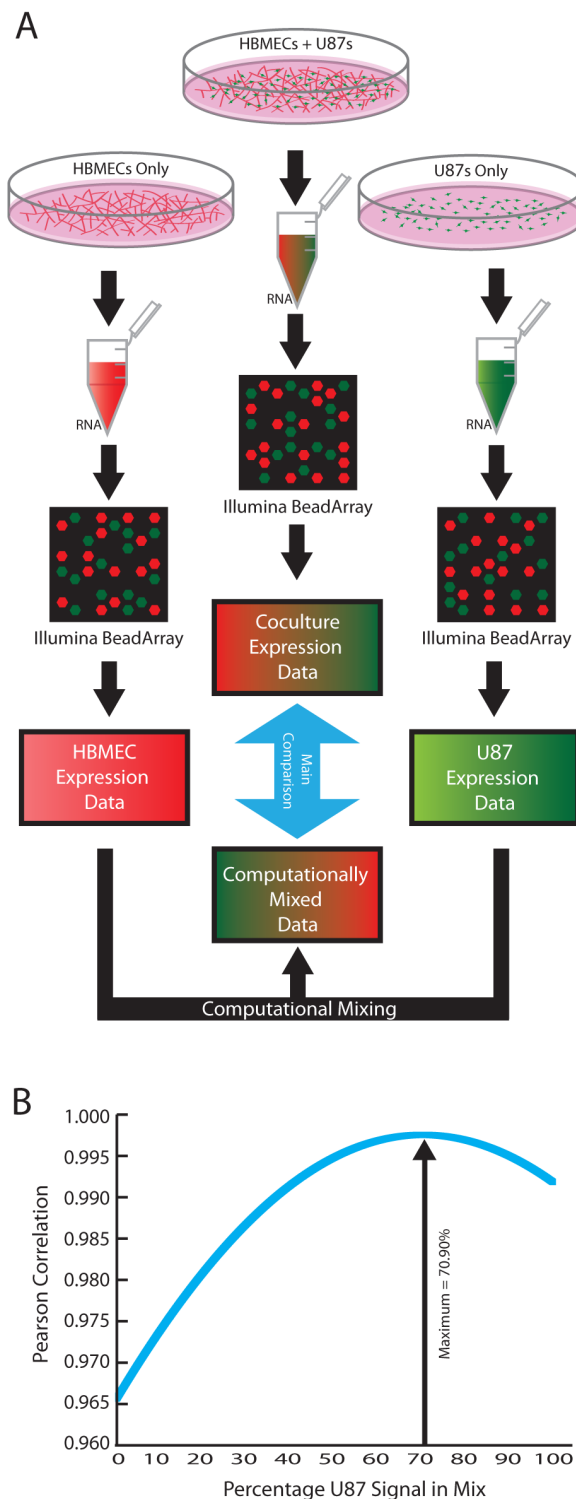 A
HBMECs + U87s
HBMECs Only
U87s Only
RNA
RNA
RNA
Illumina BeadArray
Illumina BeadArray
Illumina BeadArray
Coculture
Expression
Data
HBMEC
Expression
Data
Main
Comparison
U87
Expression
Data
Computationally
Mixed
Data
Computational Mixing
B
Pearson Correlation
1.000
0.995
0.990
0.985
0.980
0.975
0.970
0.965
0.960
Maximum = 70.90%
0 10 20 30 40 50 60 70 80 90 100
Percentage U87 Signal in Mix